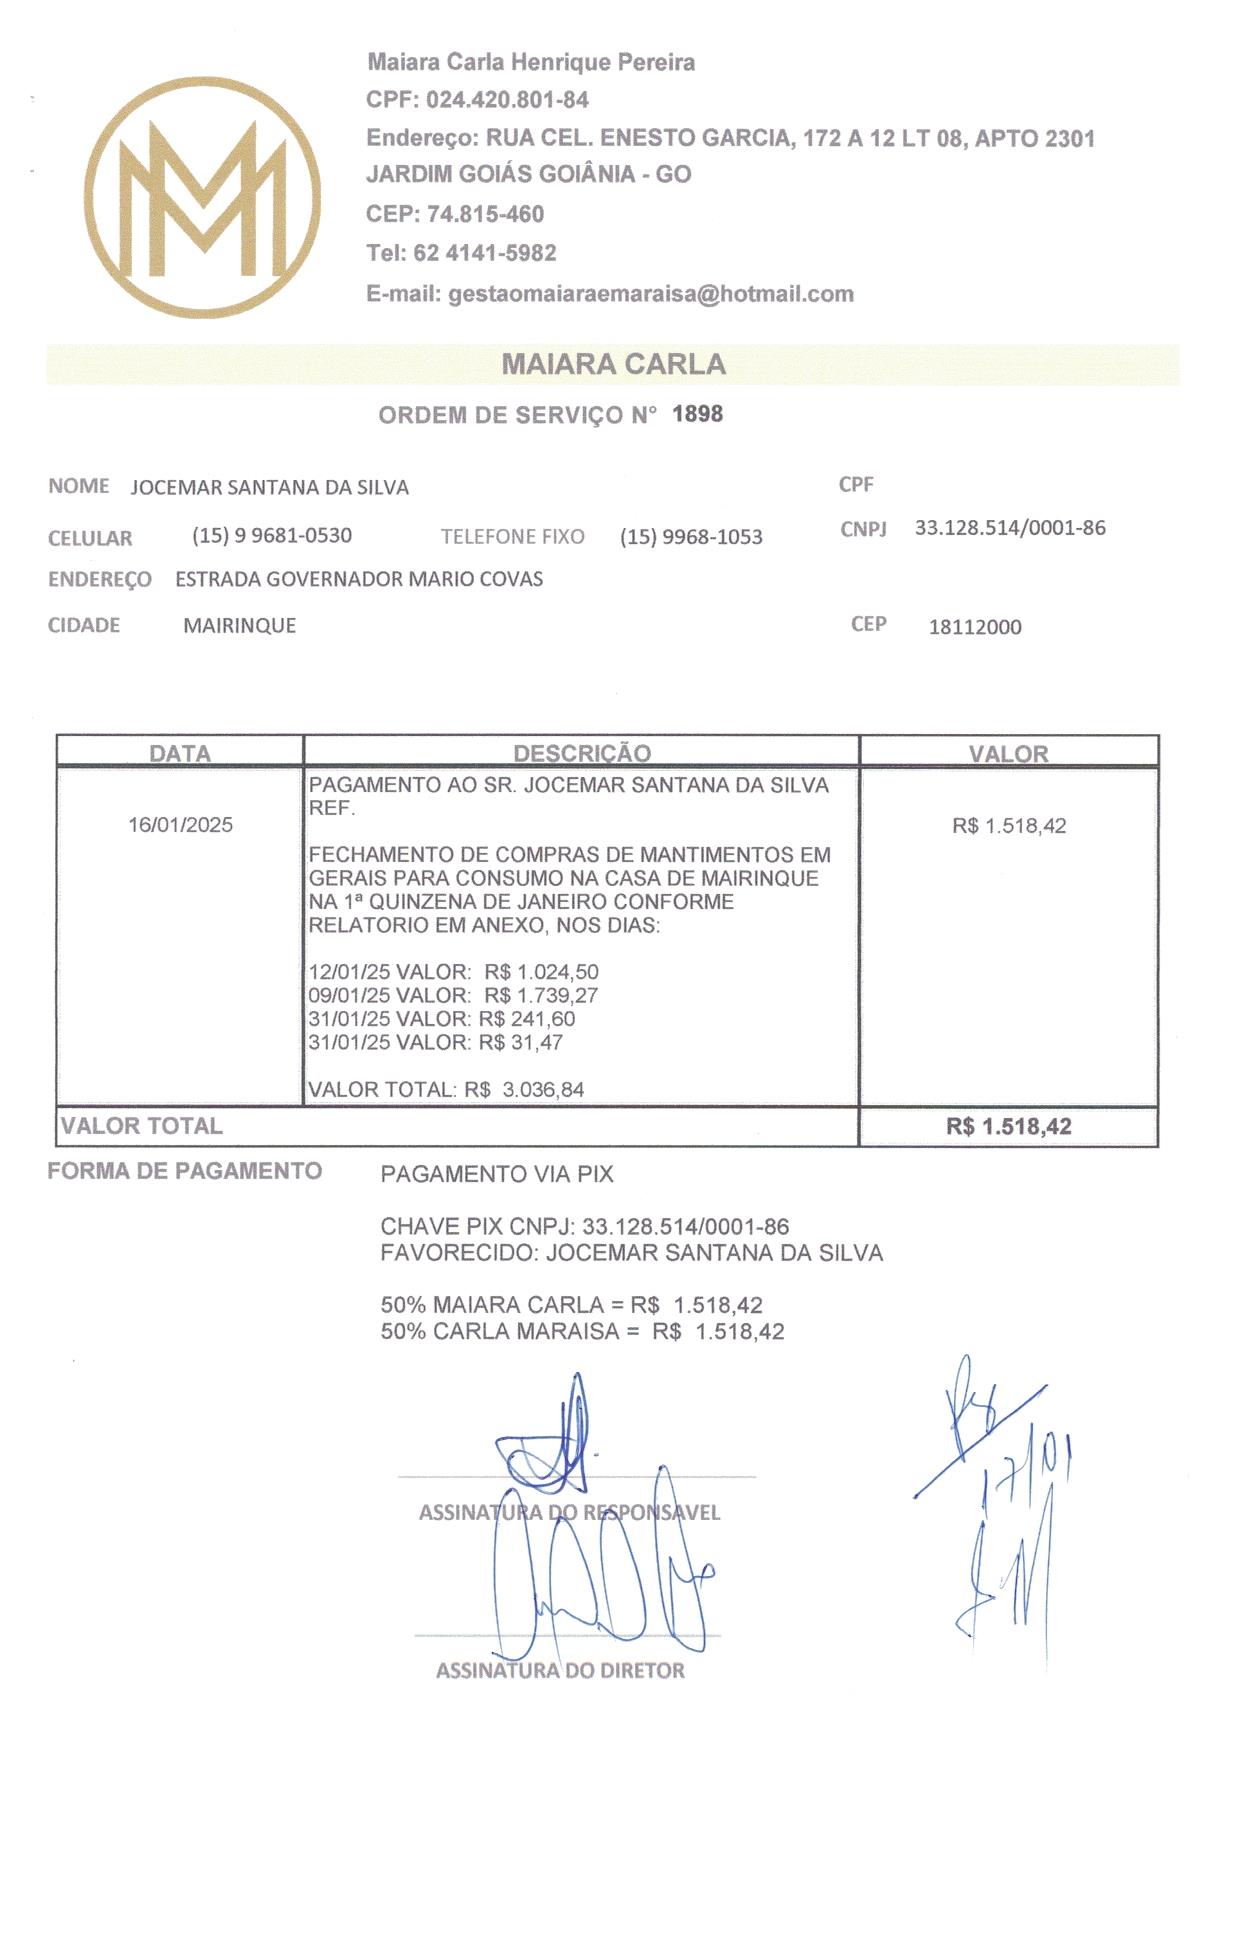 Maiara Carla Henrique Pereira
CPF: 024.420.801-84
Endereço: RUA CEL. ENESTO GARCIA, 172 A 12 LT 08, APTO 2301
JARDIM GOIÁS GOIÂNIA - GO
CEP: 74.815-460
Tel: 62 4141-5982
E-mail: gestaomaiaraemaraisa@hotmail.com
MAIARA CARLA
ORDEM DE SERVIÇO N° 1898
NOME JOCEMAR SANTANA DA SILVA CPF
CELULAR (15) 9 9681-0530 TELEFONE FIXO (15) 9968-1053 CNPJ 33.128.514/0001-86
ENDEREÇO ESTRADA GOVERNADOR MARIO COVAS
CIDADE MAIRINQUE CEP 18112000
DATA DESCRIÇÃO VALOR
PAGAMENTO AO SR. JOCEMAR SANTANA DA SILVA
REF.
16/01/2025 R$ 1.518,42
FECHAMENTO DE COMPRAS DE MANTIMENTOS EM
GERAIS PARA CONSUMO NA CASA DE MAIRINQUE
NA 1ª QUINZENA DE JANEIRO CONFORME
RELATORIO EM ANEXO, NOS DIAS:
12/01/25 VALOR: R$ 1.024,50
09/01/25 VALOR: R$ 1.739,27
31/01/25 VALOR: R$ 241,60
31/01/25 VALOR: R$ 31,47
VALOR TOTAL: R$ 3.036,84
VALOR TOTAL R$ 1.518,42
FORMA DE PAGAMENTO PAGAMENTO VIA PIX
CHAVE PIX CNPJ: 33.128.514/0001-86
FAVORECIDO: JOCEMAR SANTANA DA SILVA
50% MAIARA CARLA = R$ 1.518,42
50% CARLA MARAISA = R$ 1.518,42
17/01
ASSINATURA DO RESPONSAVEL
ASSINATURA DO DIRETOR